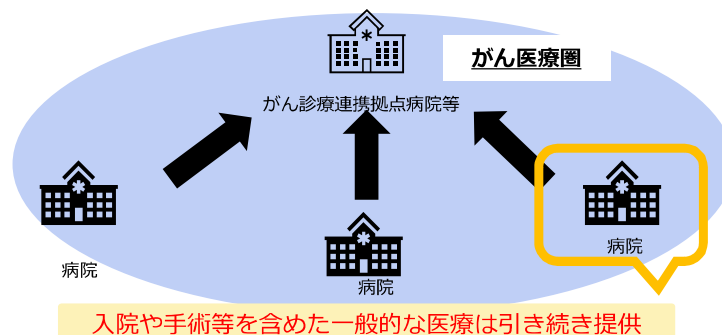 がん医療圏
がん診療連携拠点病院等
病院
病院
病院
入院や手術等を含めた一般的な医療は引き続き提供